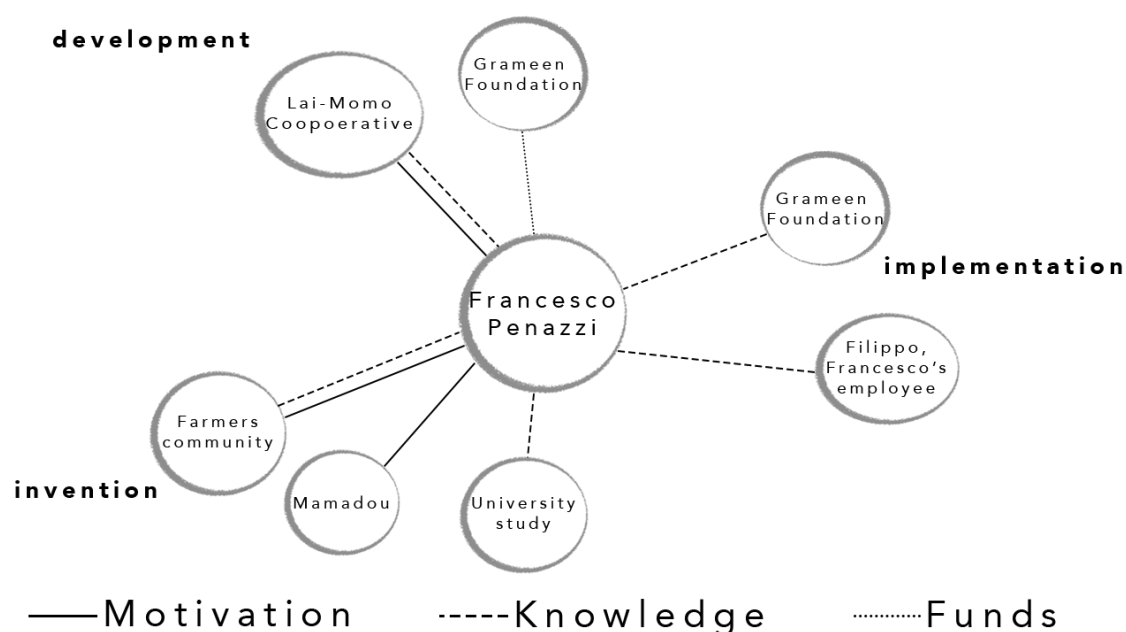 development
Grameen
Foundation
Lai-Momo
Coopoerative
Grameen
Foundation
implementation
Francesco
Penazzi
Filippo,
Francesco's
employee
Farmers
community
invention
Mamadou
University
study
Motivation
Knowledge
Funds